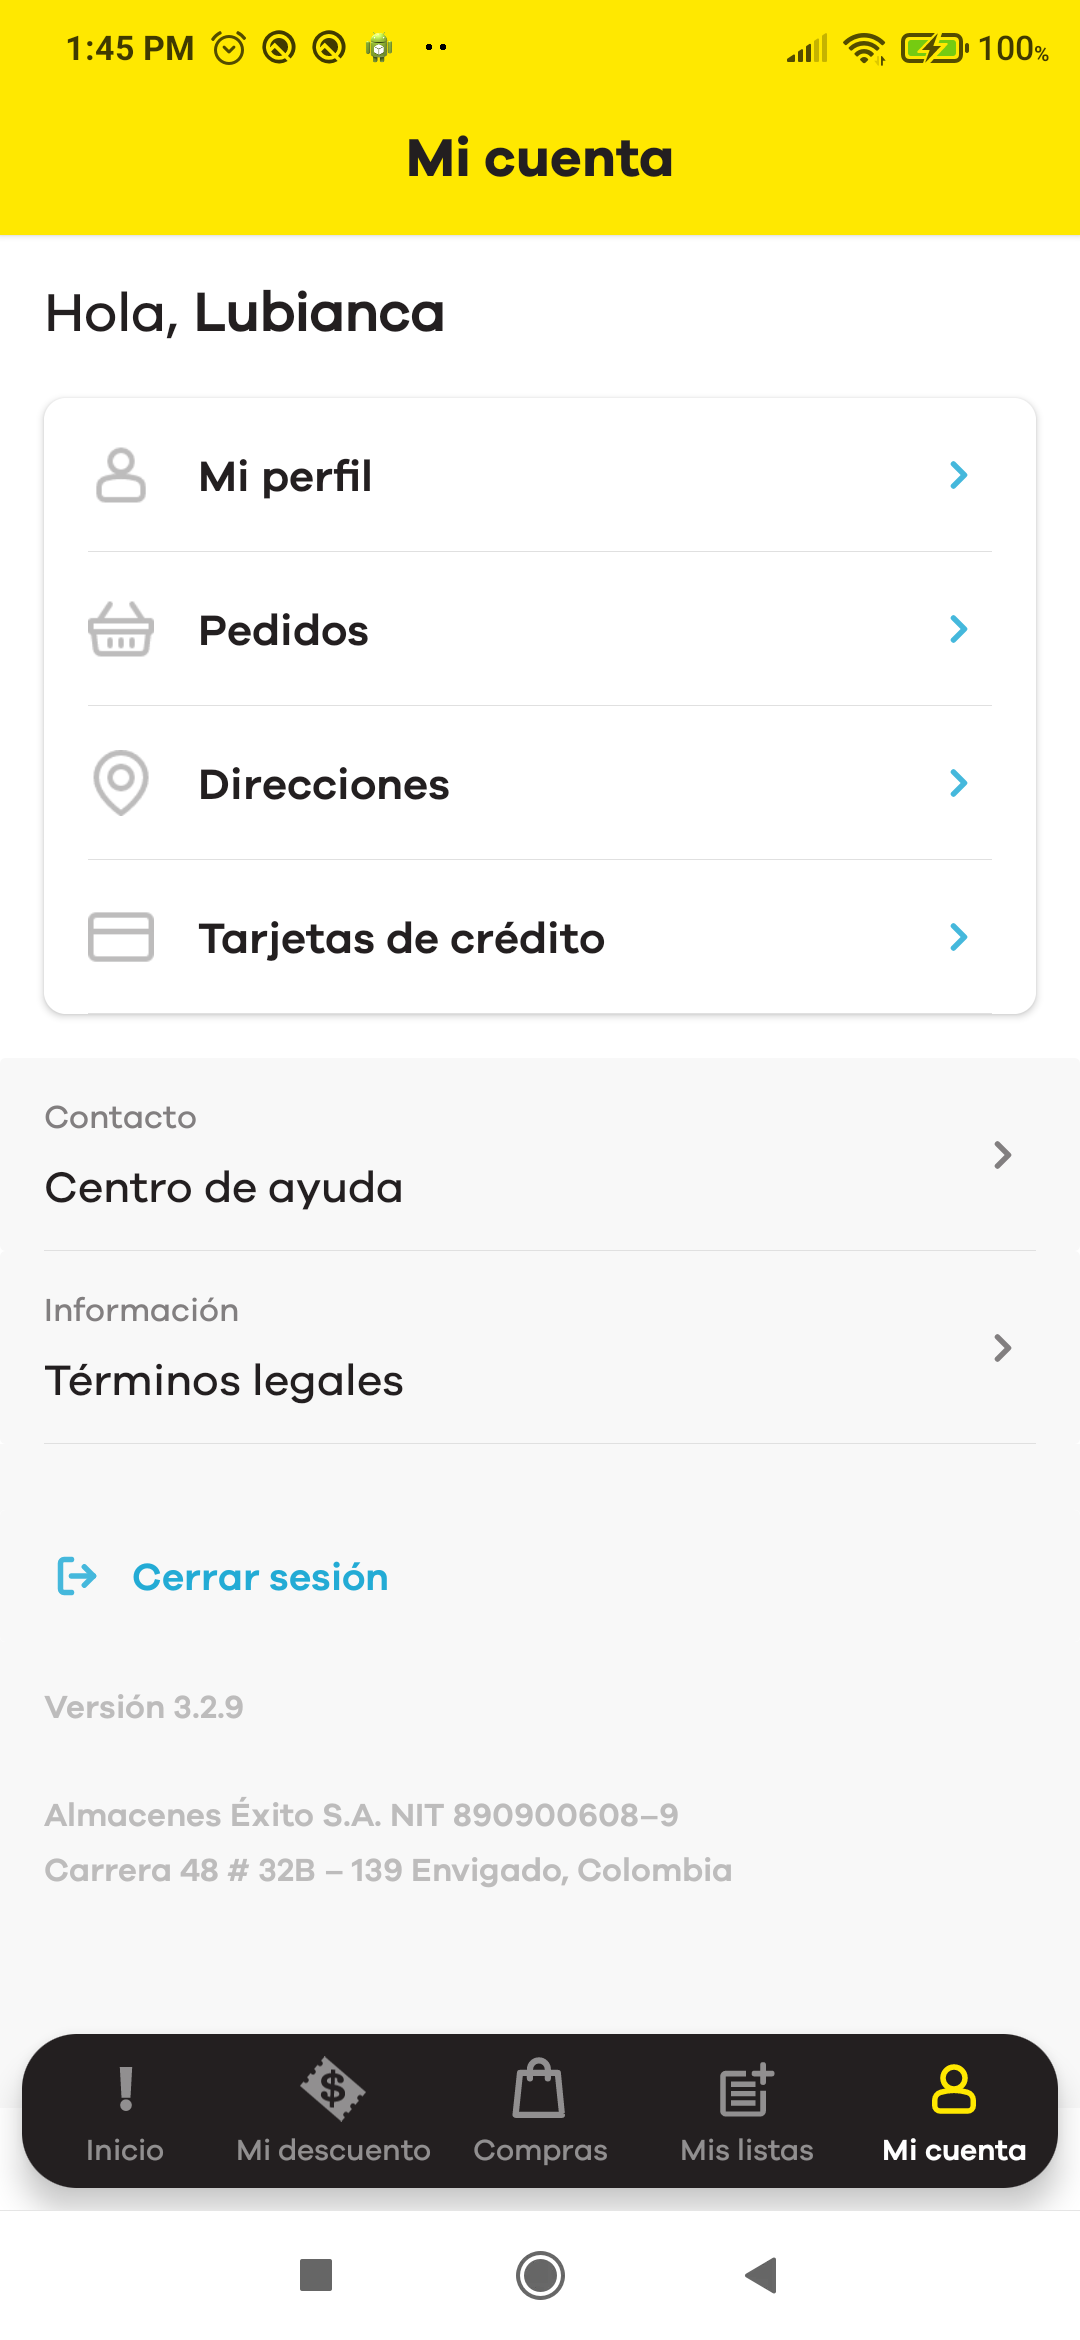 1:45 PM 100%
Mi cuenta
Hola, Lubianca
Mi perfil
Pedidos
Direcciones
Tarjetas de crédito
Contacto
Centro de ayuda
Información
Términos legales
Cerrar sesión
Versión 3.2.9
Almacenes Éxito S.A. NIT 890900608–9
Carrera 48 # 32B – 139 Envigado, Colombia
Inicio Mi descuento Compras Mis listas Mi cuenta